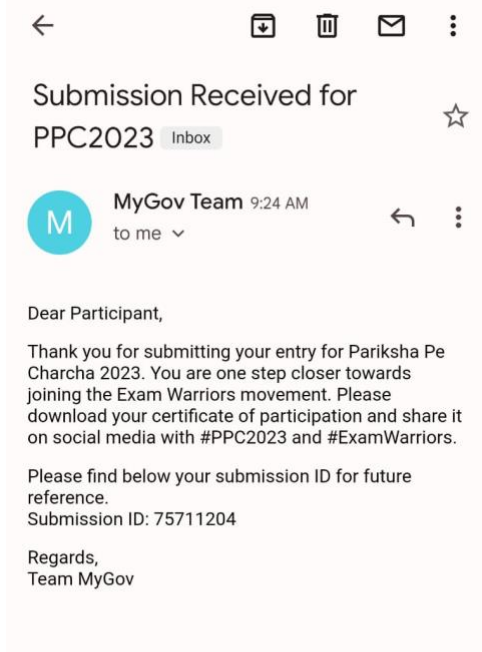 Submission Received for
PPC2023 Inbox
M
MyGov Team 9:24 AM
to me
Dear Participant,
Thank you for submitting your entry for Pariksha Pe
Charcha 2023. You are one step closer towards
joining the Exam Warriors movement. Please
download your certificate of participation and share it
on social media with #PPC2023 and #ExamWarriors.
Please find below your submission ID for future
reference.
Submission ID: 75711204
Regards,
Team MyGov